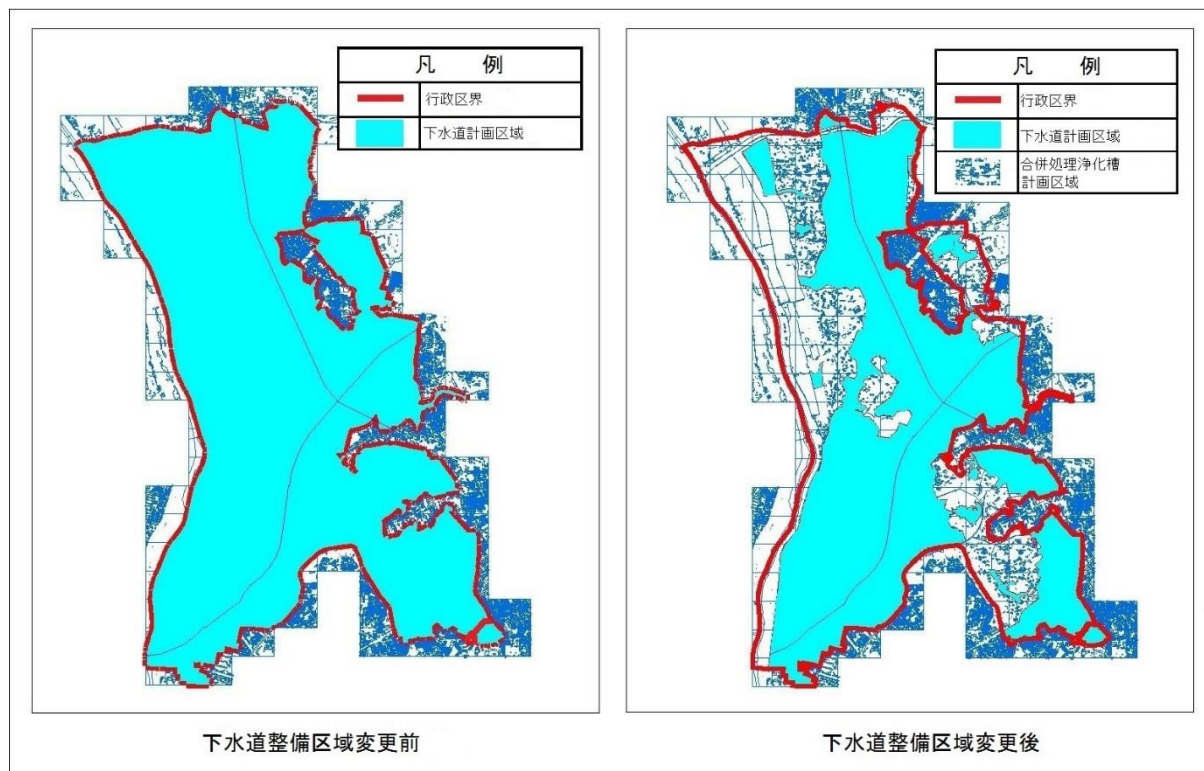 凡 例
行政区界
下水道計画区域
下水道整備区域変更前
凡 例
行政区界
下水道計画区域
合併処理浄化槽
計画区域
下水道整備区域変更後